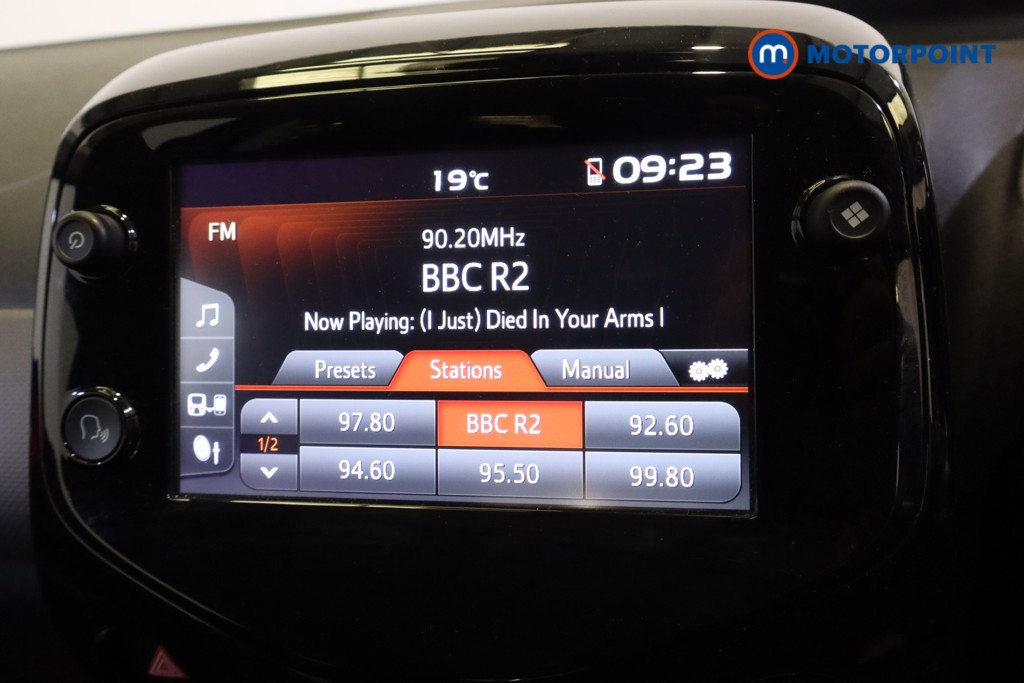 MOTORPOINT
19°C 09:23
FM
90.20MHz
BBC R2
Now Playing: (I Just) Died In Your Arms I
Presets Stations Manual
97.80 BBC R2 92.60
1/2
94.60 95.50 99.80